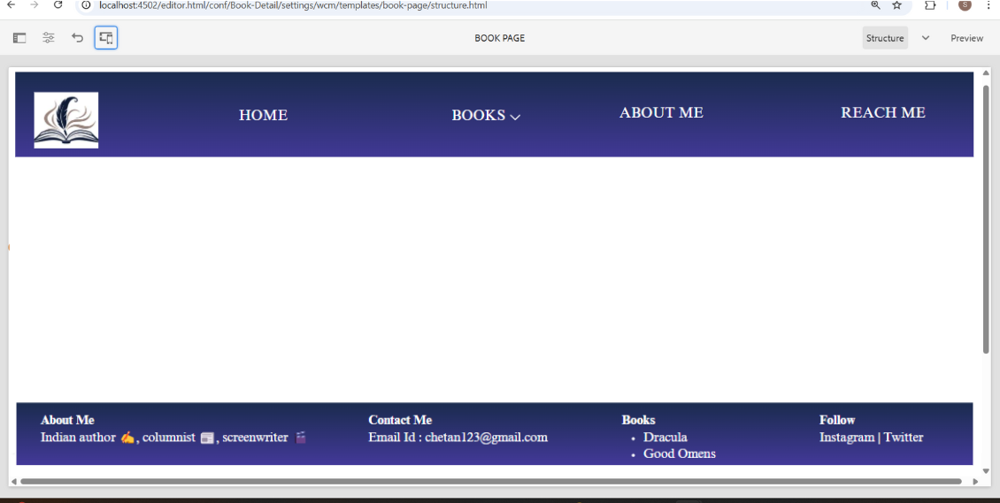 localhost:4502/editor.html/conf/Book-Detail/settings/wcm/templates/book-page/structure.html
S
BOOK PAGE
Structure
Preview
HOME
BOOKS
ABOUT ME
REACH ME
About Me
Indian author ✍️, columnist 📰, screenwriter 🎬
Contact Me
Email Id : chetan123@gmail.com
Books
• Dracula
• Good Omens
Follow
Instagram | Twitter